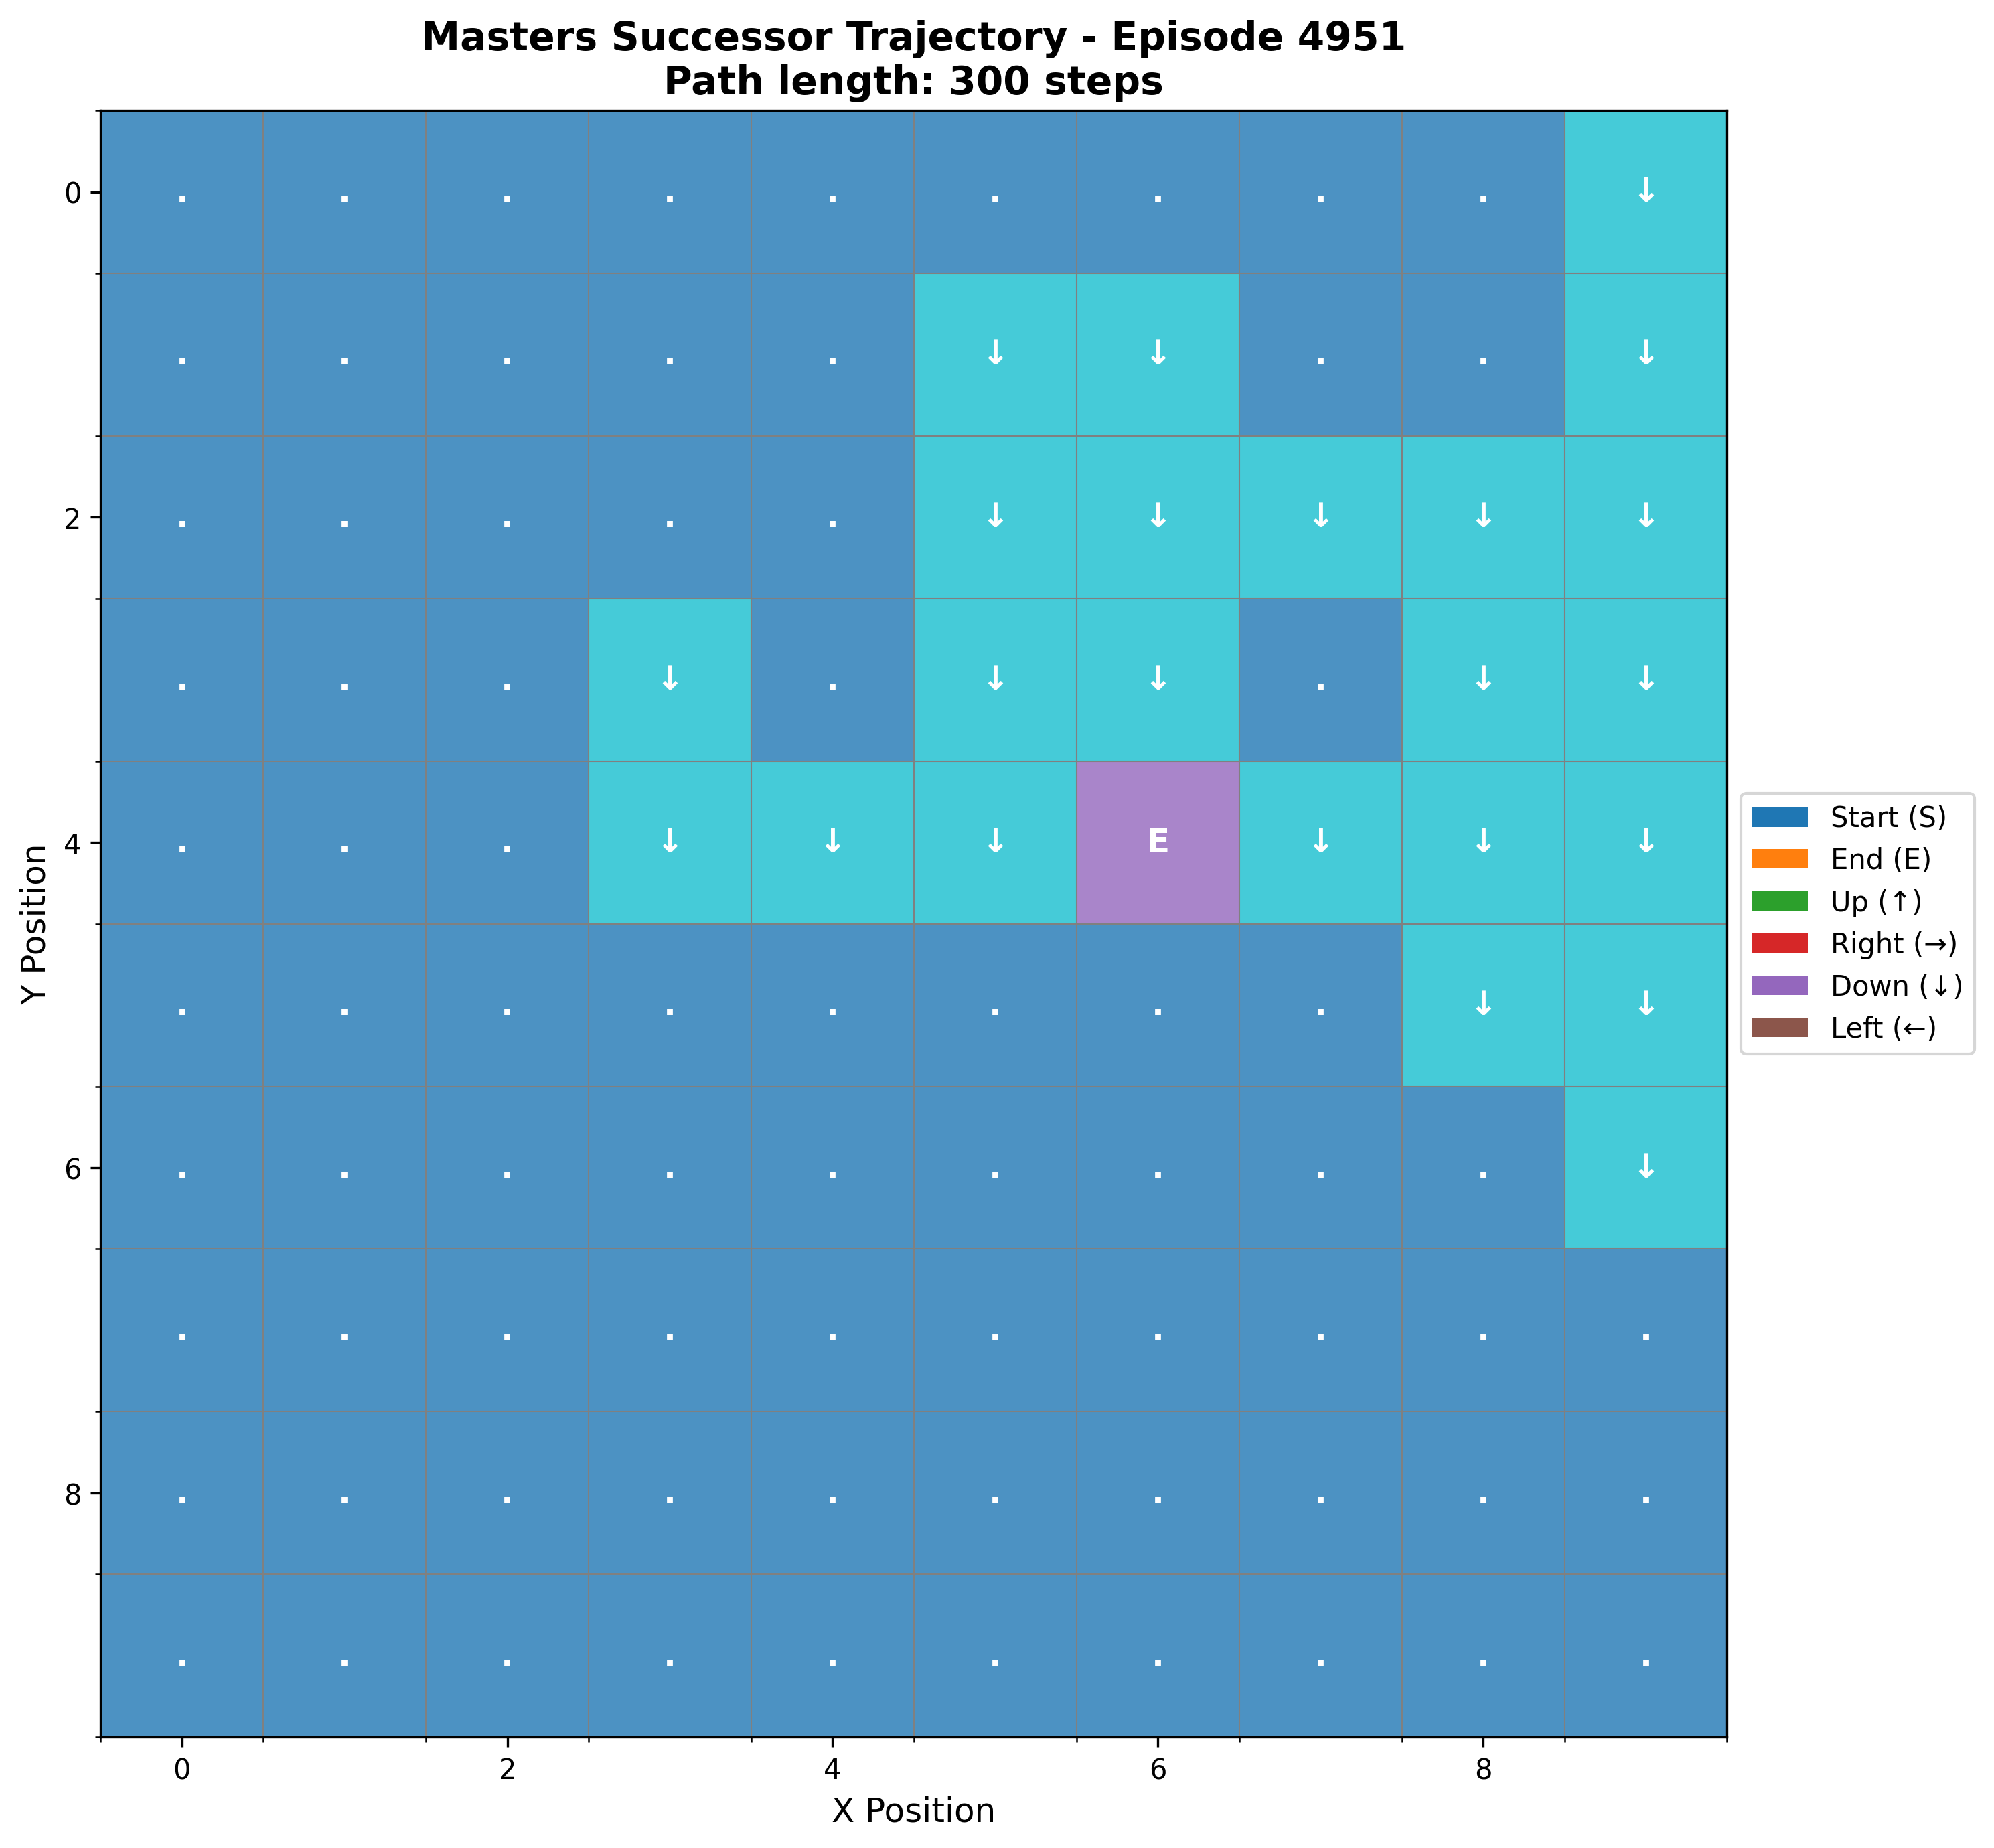 Masters Successor Trajectory - Episode 4951
Path length: 300 steps
0 . . . . . . . . . ↓
. . . . . ↓ ↓ . . ↓
2 . . . . . ↓ ↓ ↓ ↓ ↓
. . . ↓ . ↓ ↓ . ↓ ↓
4 . . . ↓ ↓ ↓ E ↓ ↓ ↓
. . . . . . . . ↓ ↓
6 . . . . . . . . . ↓
. . . . . . . . . .
8 . . . . . . . . . .
. . . . . . . . . .
0 2 4 6 8
X Position
Y Position
Start (S)
End (E)
Up (↑)
Right (→)
Down (↓)
Left (←)